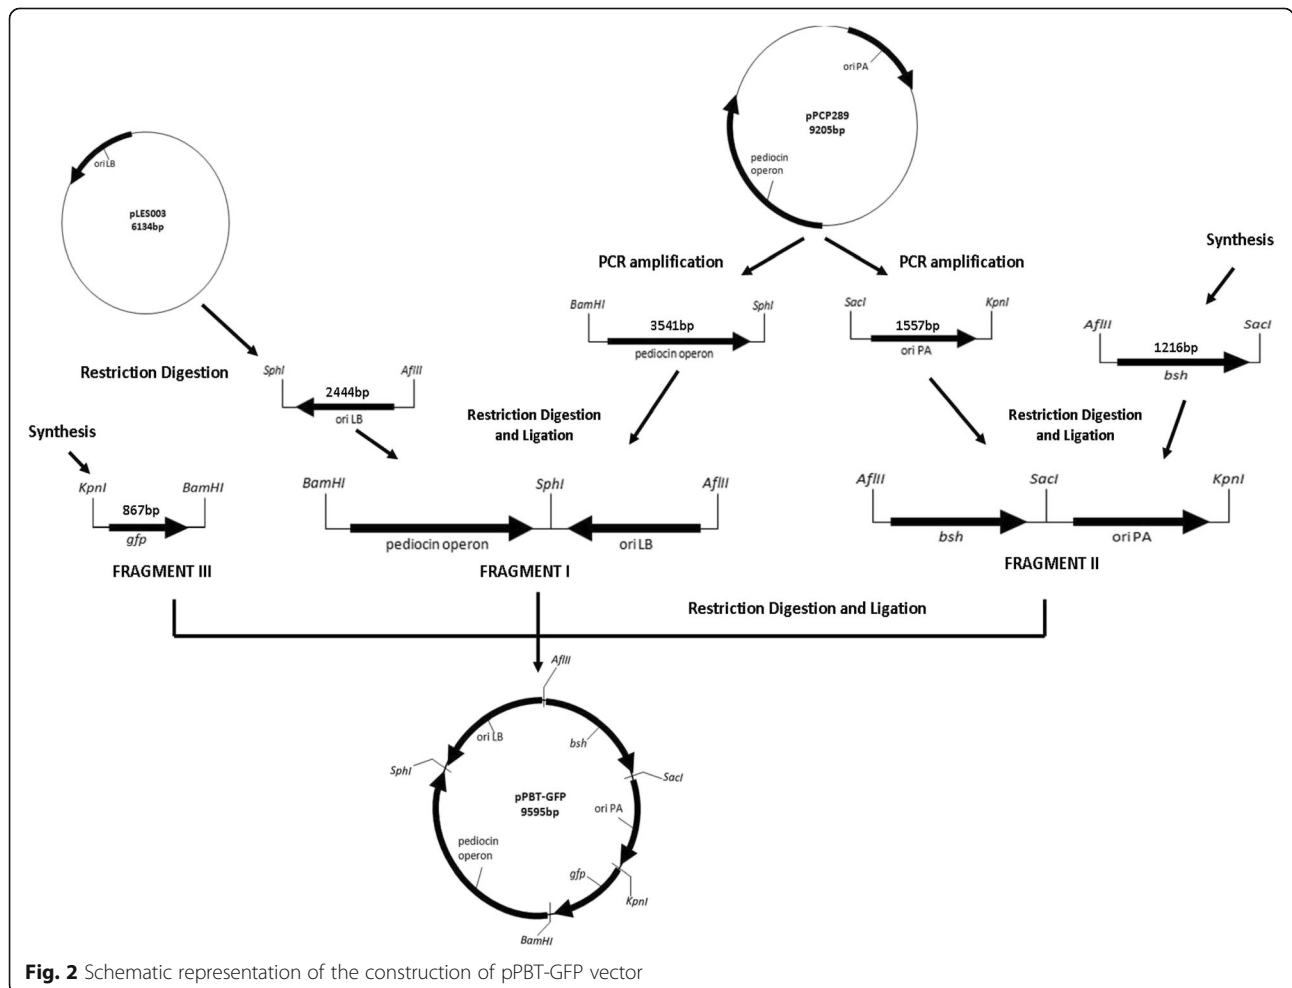 ori PA
pPCP289
9205bp
pediocin
operon
ori LB
pLES003
6134bp
Synthesis
PCR amplification
PCR amplification
BamHI
SphI
3541bp
pediocin operon
SacI
KpnI
1557bp
ori PA
AflII
SacI
1216bp
bsh
Restriction Digestion
SphI
AflII
2444bp
ori LB
Restriction Digestion
and Ligation
Restriction Digestion
and Ligation
Synthesis
KpnI
BamHI
867bp
gfp
FRAGMENT III
BamHI
SphI
AflII
pediocin operon
ori LB
FRAGMENT I
AflII
SacI
KpnI
bsh
ori PA
FRAGMENT II
Restriction Digestion and Ligation
AflII
ori LB
bsh
SphI
SacI
pPBT-GFP
9595bp
ori PA
pediocin
operon
gfp
KpnI
BamHI
Fig. 2 Schematic representation of the construction of pPBT-GFP vector